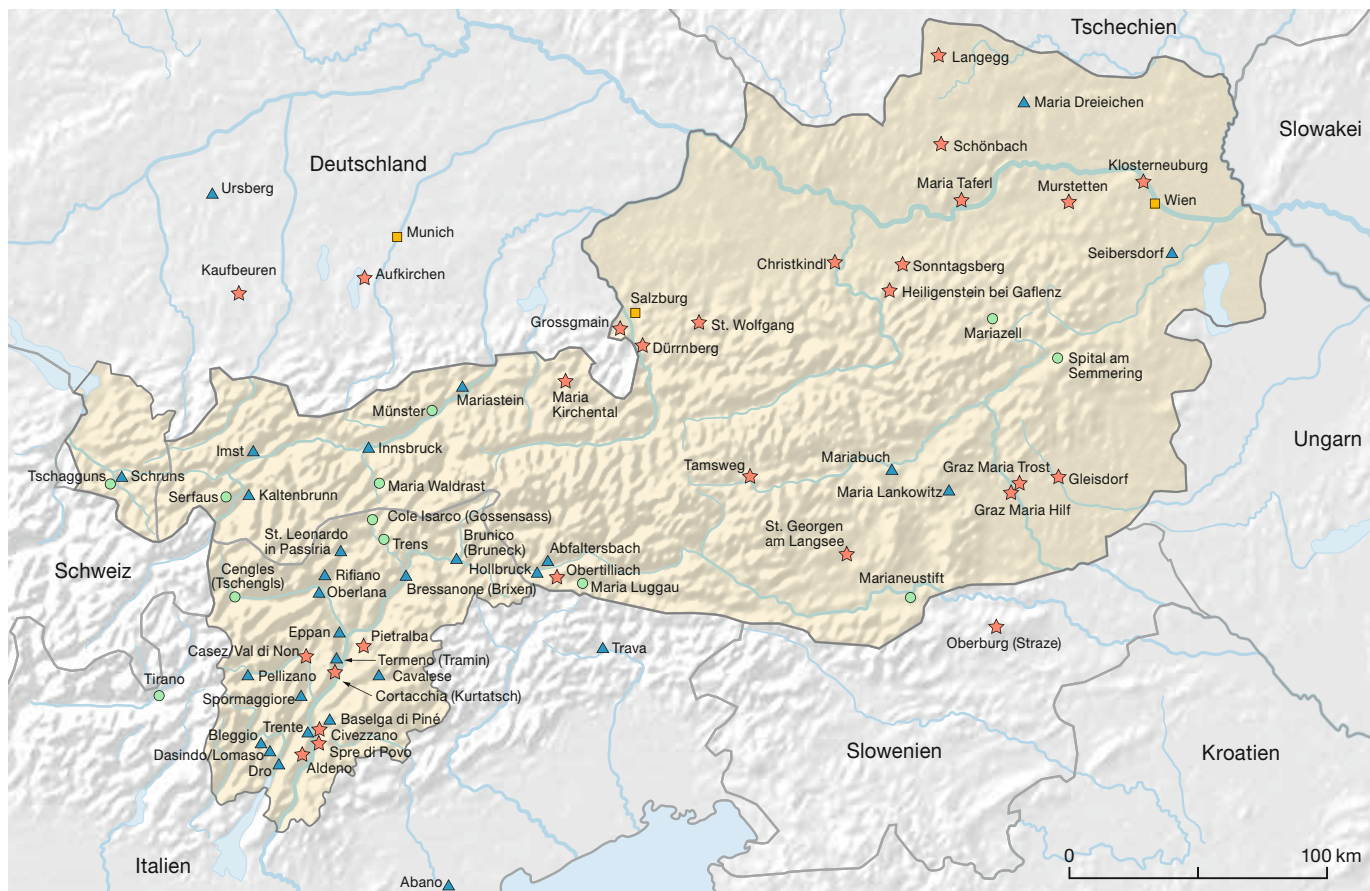 Tschechien
Langegg
Maria Dreieichen
Slowakei
Schönbach
Deutschland
Klosterneuburg
Ursberg
Maria Taferl
Murstetten
Wien
Munich
Seibersdorf
Kaufbeuren
Aufkirchen
Christkindl
Sonntagsberg
Heiligenstein bei Gaflenz
Salzburg
Grossgmain
St. Wolfgang
Mariazell
Dürrnberg
Spital am
Semmering
Mariastein
Maria
Kirchental
Münster
Ungarn
Imst
Innsbruck
Tschagguns
Schruns
Tamsweg
Mariabuch
Graz Maria Trost
Gleisdorf
Serfaus
Kaltenbrunn
Maria Waldrast
Maria Lankowitz
Graz Maria Hilf
Cole Isarco (Gossensass)
St. Leonardo
in Passiria
Trens
Brunico
(Bruneck)
St. Georgen
am Langsee
Abfaltersbach
Schweiz
Cengles
(Tschengls)
Rifiano
Hollbruck
Obertilliach
Marianeustift
Oberlana
Bressanone (Brixen)
Maria Luggau
Eppan
Pietralba
Oberburg (Straze)
Casez/Val di Non
Termeno (Tramin)
Trava
Tirano
Pellizano
Cavalese
Spormaggiore
Cortacchia (Kurtatsch)
Baselga di Piné
Trente
Bleggio
Civezzano
Dasindo/Lomaso
Spre di Povo
Dro
Aldeno
Slowenien
Kroatien
Italien
Abano
0
100 km